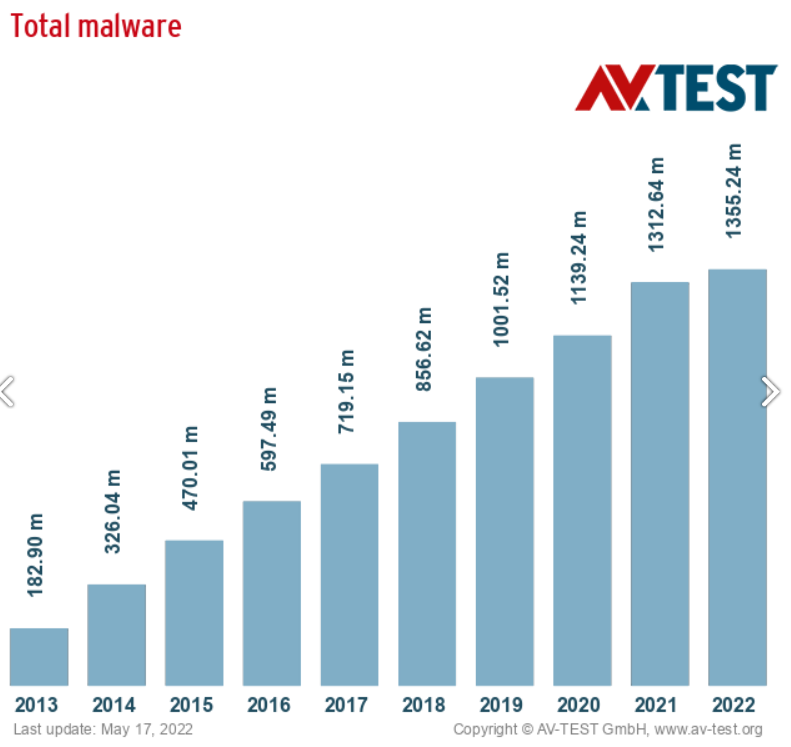 Total malware
AV TEST
182.90 m
326.04 m
470.01 m
597.49 m
719.15 m
856.62 m
1001.52 m
1139.24 m
1312.64 m
1355.24 m
2013 2014 2015 2016 2017 2018 2019 2020 2021 2022
Last update: May 17, 2022 Copyright © AV-TEST GmbH, www.av-test.org